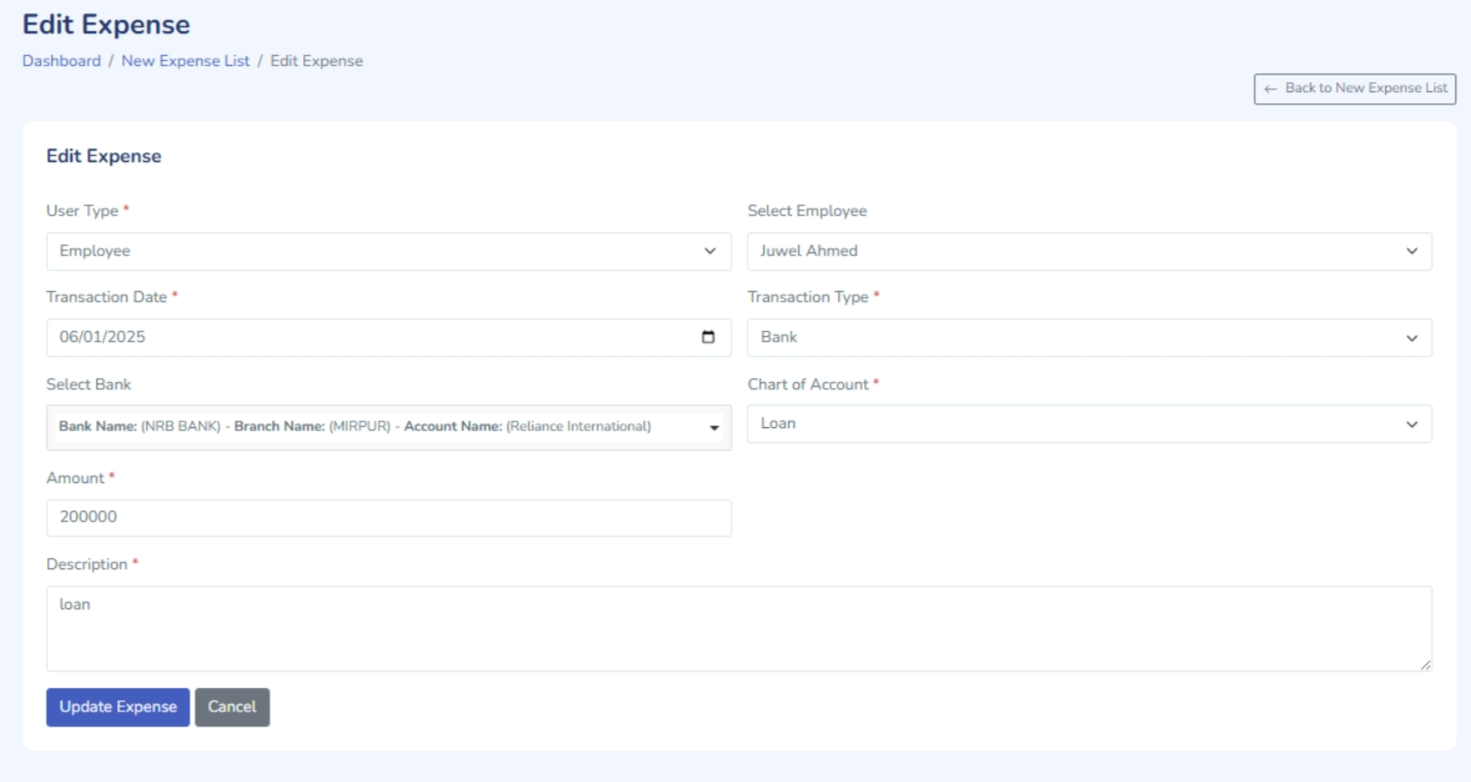 Edit Expense
Dashboard / New Expense List / Edit Expense
← Back to New Expense List
Edit Expense
User Type *
Employee
Select Employee
Juwel Ahmed
Transaction Date *
06/01/2025
Transaction Type *
Bank
Select Bank
Bank Name: (NRB BANK) - Branch Name: (MIRPUR) - Account Name: (Reliance International)
Chart of Account *
Loan
Amount *
200000
Description *
loan
Update Expense
Cancel